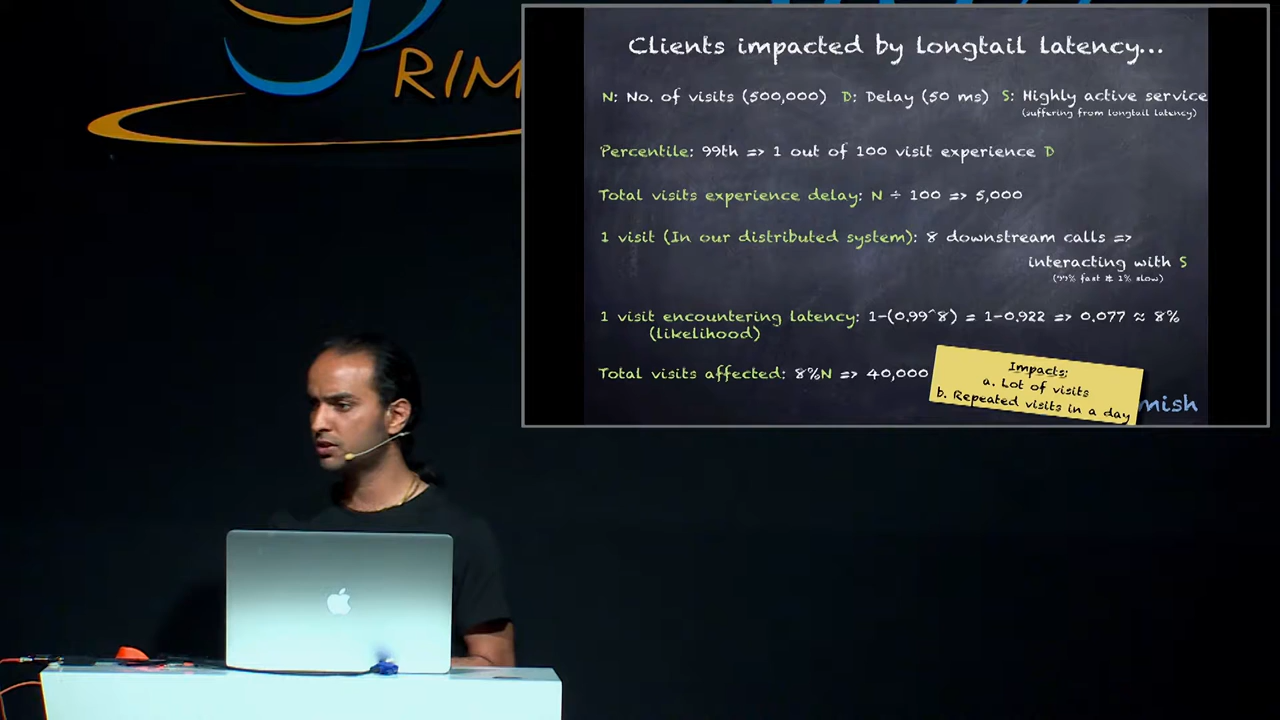 RIM
Clients impacted by longtail latency...
N: No. of visits (500,000) D: Delay (50 ms) S: Highly active service
(suffering from longtail latency)
Percentile: 99th => 1 out of 100 visit experience D
Total visits experience delay: N ÷ 100 => 5,000
1 visit (In our distributed system): 8 downstream calls =>
interacting with S
(99% fast & 1% slow)
1 visit encountering latency: 1-(0.99^8) = 1-0.922 => 0.077 ≈ 8%
(likelihood)
Total visits affected: 8%N => 40,000
Impacts:
a. Lot of visits
b. Repeated visits in a day
mish